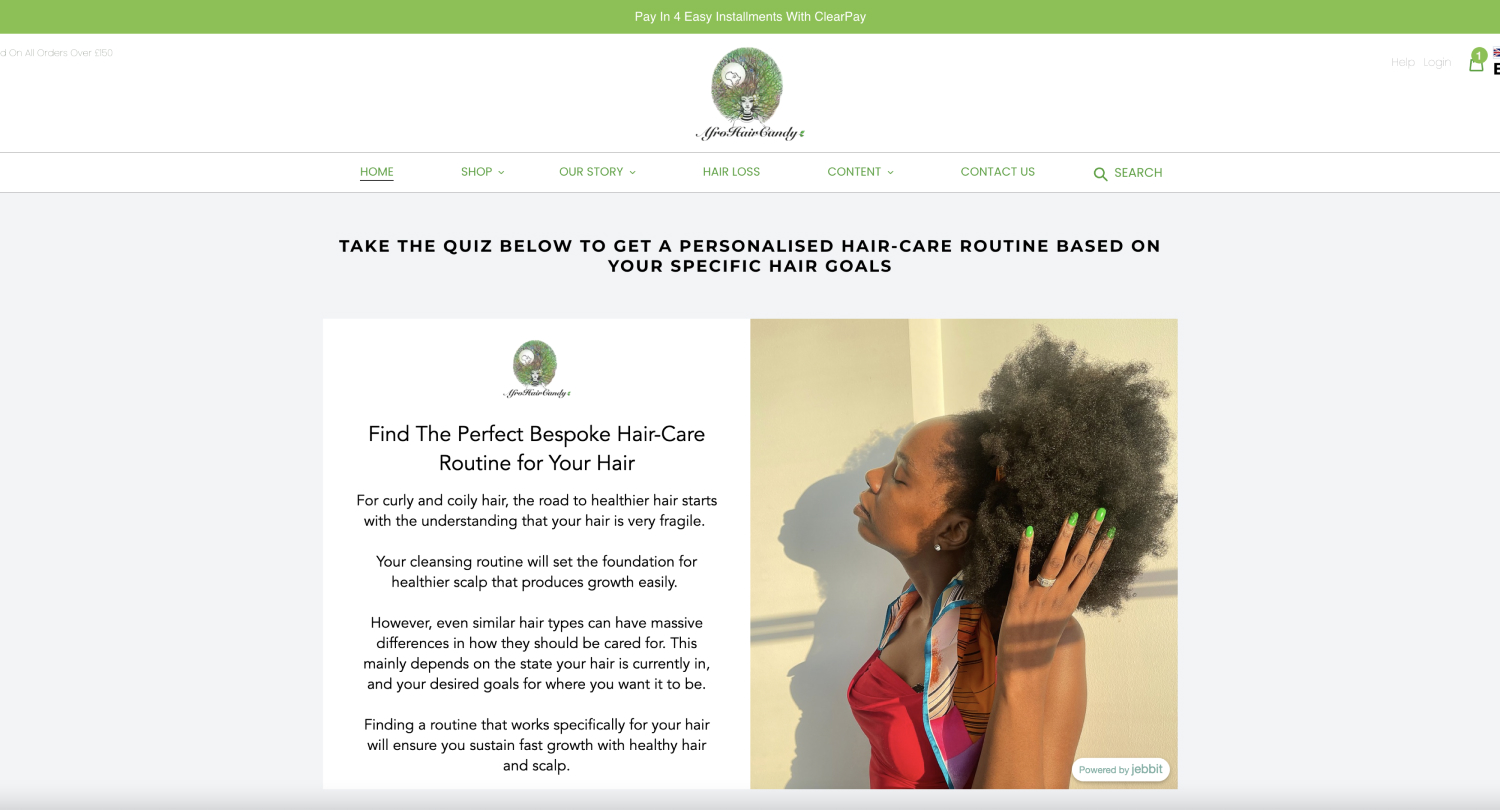 Pay In 4 Easy Installments With ClearPay
d On All Orders Over £150
Help Login
1
AfroHairCandy
HOME SHOP OUR STORY HAIR LOSS CONTENT CONTACT US SEARCH
TAKE THE QUIZ BELOW TO GET A PERSONALISED HAIR-CARE ROUTINE BASED ON
YOUR SPECIFIC HAIR GOALS
AfroHairCandy
Find The Perfect Bespoke Hair-Care
Routine for Your Hair
For curly and coily hair, the road to healthier hair starts
with the understanding that your hair is very fragile.
Your cleansing routine will set the foundation for
healthier scalp that produces growth easily.
However, even similar hair types can have massive
differences in how they should be cared for. This
mainly depends on the state your hair is currently in,
and your desired goals for where you want it to be.
Finding a routine that works specifically for your hair
will ensure you sustain fast growth with healthy hair
and scalp.
Powered by jebbit